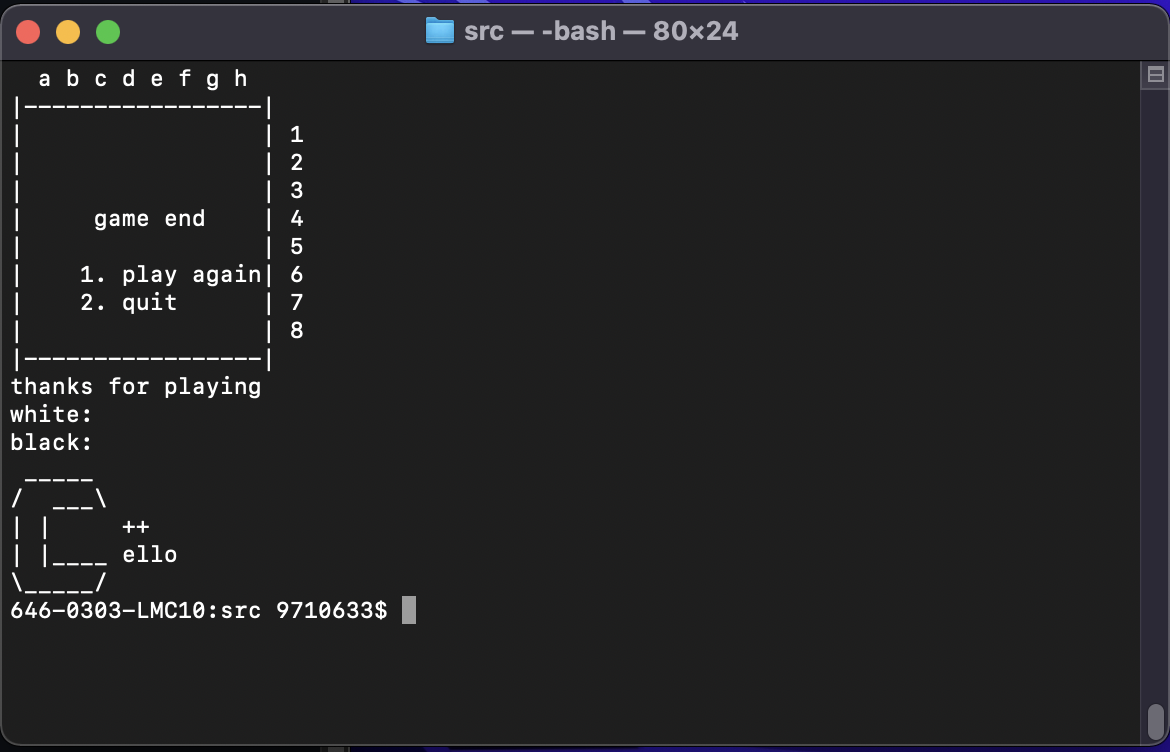 src — -bash — 80×24
  a b c d e f g h
|-----------------|
|                 | 1
|                 | 2
|                 | 3
|     game end    | 4
|                 | 5
|    1. play again| 6
|    2. quit      | 7
|                 | 8
|-----------------|
thanks for playing
white:
black:
 _____
/  ___\
| |     ++
| |____ ello
\_____/
646-0303-LMC10:src 9710633$